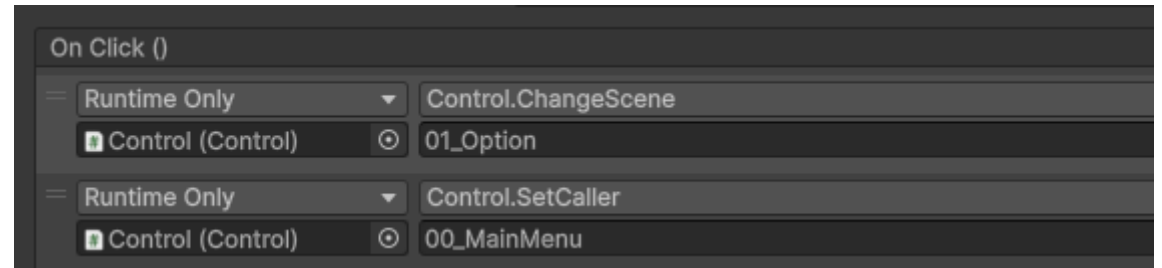 On Click ()
Runtime Only Control.ChangeScene
Control (Control) 01_Option
Runtime Only Control.SetCaller
Control (Control) 00_MainMenu